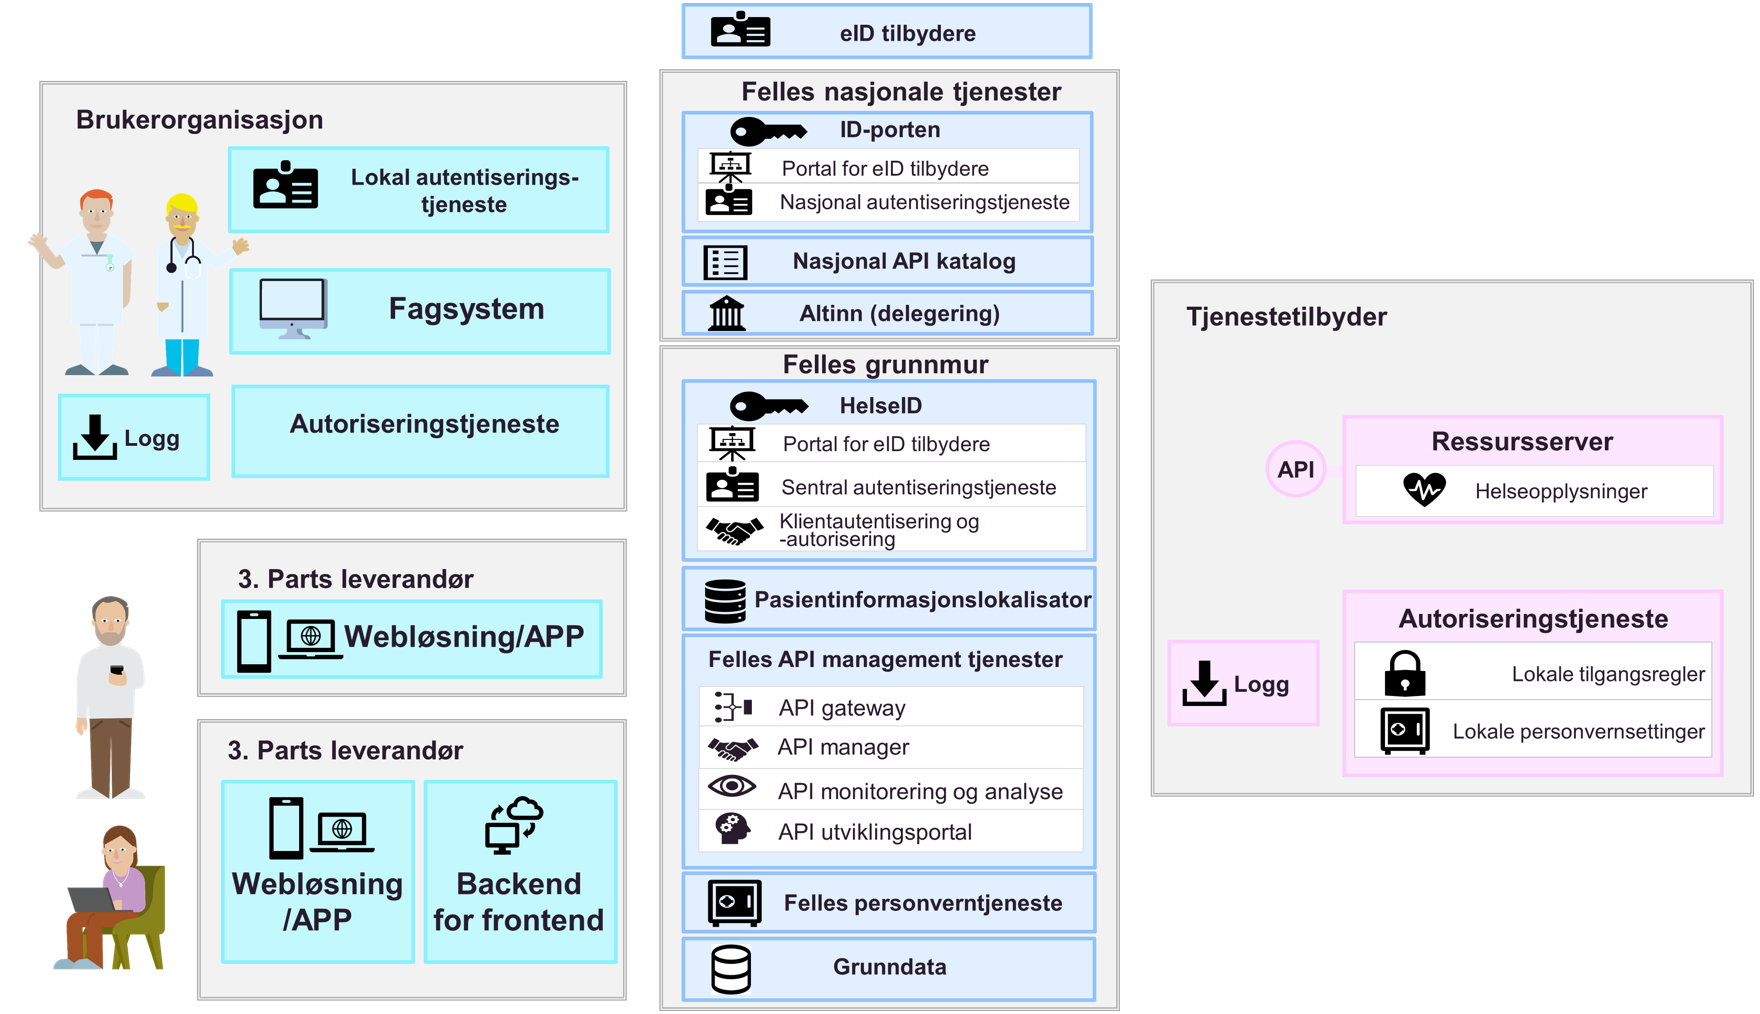 eID tilbydere
Brukerorganisasjon
Lokal autentiserings-
tjeneste
Fagsystem
Logg
Autoriseringstjeneste
3. Parts leverandør
Webløsning/APP
3. Parts leverandør
Webløsning
/APP
Backend
for frontend
Felles nasjonale tjenester
ID-porten
Portal for eID tilbydere
Nasjonal autentiseringstjeneste
Nasjonal API katalog
Altinn (delegering)
Felles grunnmur
HelseID
Portal for eID tilbydere
Sentral autentiseringstjeneste
Klientautentisering og
-autorisering
Pasientinformasjonslokalisator
Felles API management tjenester
API gateway
API manager
API monitorering og analyse
API utviklingsportal
Felles personverntjeneste
Grunndata
Tjenestetilbyder
API
Ressursserver
Helseopplysninger
Logg
Autoriseringstjeneste
Lokale tilgangsregler
Lokale personvernsettinger